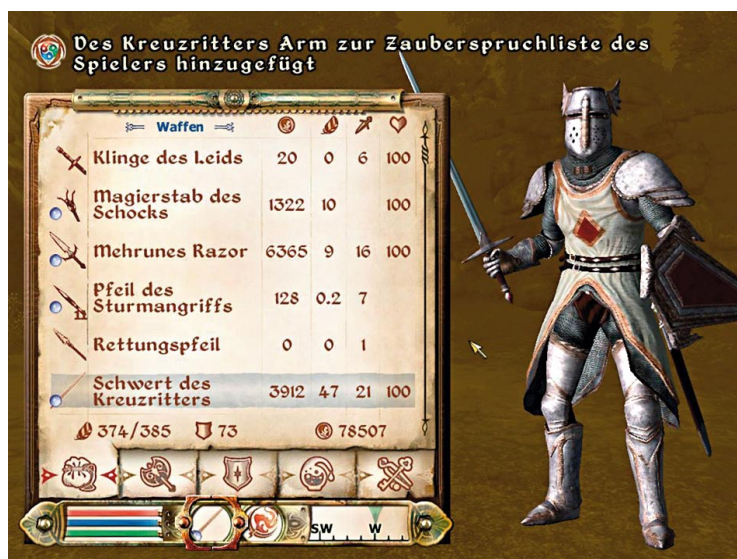 Des Kreuzritters Arm zur Zauberspruchliste des
Spielers hinzugefügt
Waffen
Klinge des Leids 20 0 6 100
Magierstab des
Schocks 1322 10 100
Mehrunes Razor 6365 9 16 100
Pfeil des
Sturmangriffs 128 0.2 7
Rettungspfeil 0 0 1
Schwert des
Kreuzritters 3912 47 21 100
374/385 73 78507
SW W